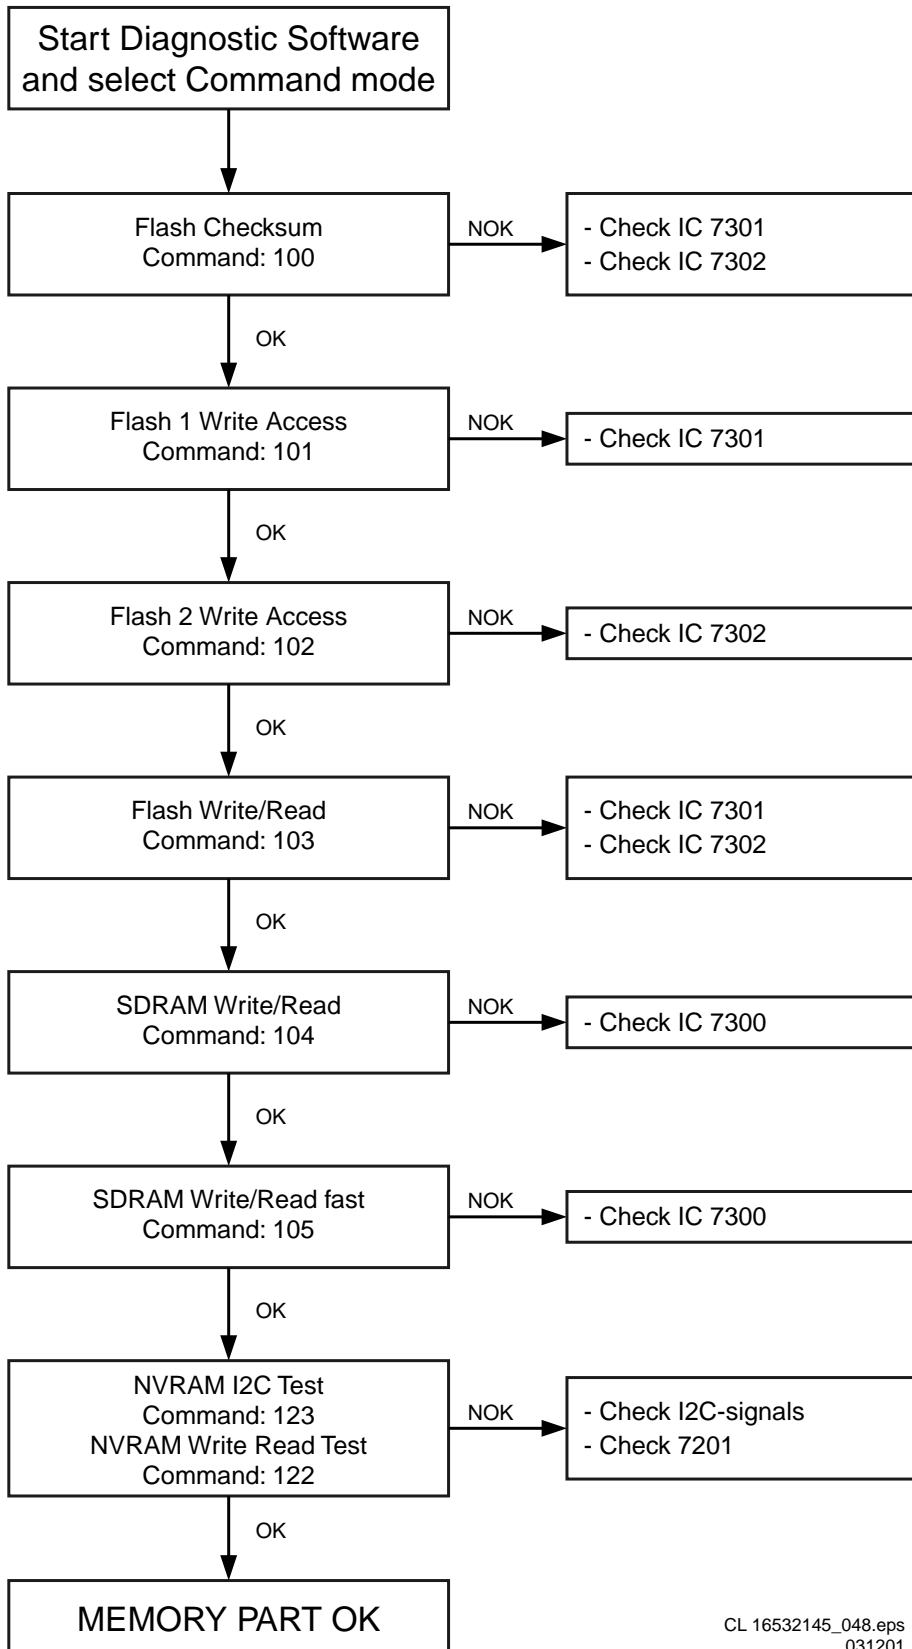 Start Diagnostic Software
and select Command mode
Flash Checksum
Command: 100
NOK
- Check IC 7301
- Check IC 7302
OK
Flash 1 Write Access
Command: 101
NOK
- Check IC 7301
OK
Flash 2 Write Access
Command: 102
NOK
- Check IC 7302
OK
Flash Write/Read
Command: 103
NOK
- Check IC 7301
- Check IC 7302
OK
SDRAM Write/Read
Command: 104
NOK
- Check IC 7300
OK
SDRAM Write/Read fast
Command: 105
NOK
- Check IC 7300
OK
NVRAM I2C Test
Command: 123
NVRAM Write Read Test
Command: 122
NOK
- Check I2C-signals
- Check 7201
OK
MEMORY PART OK
CL 16532145_048.eps
031201